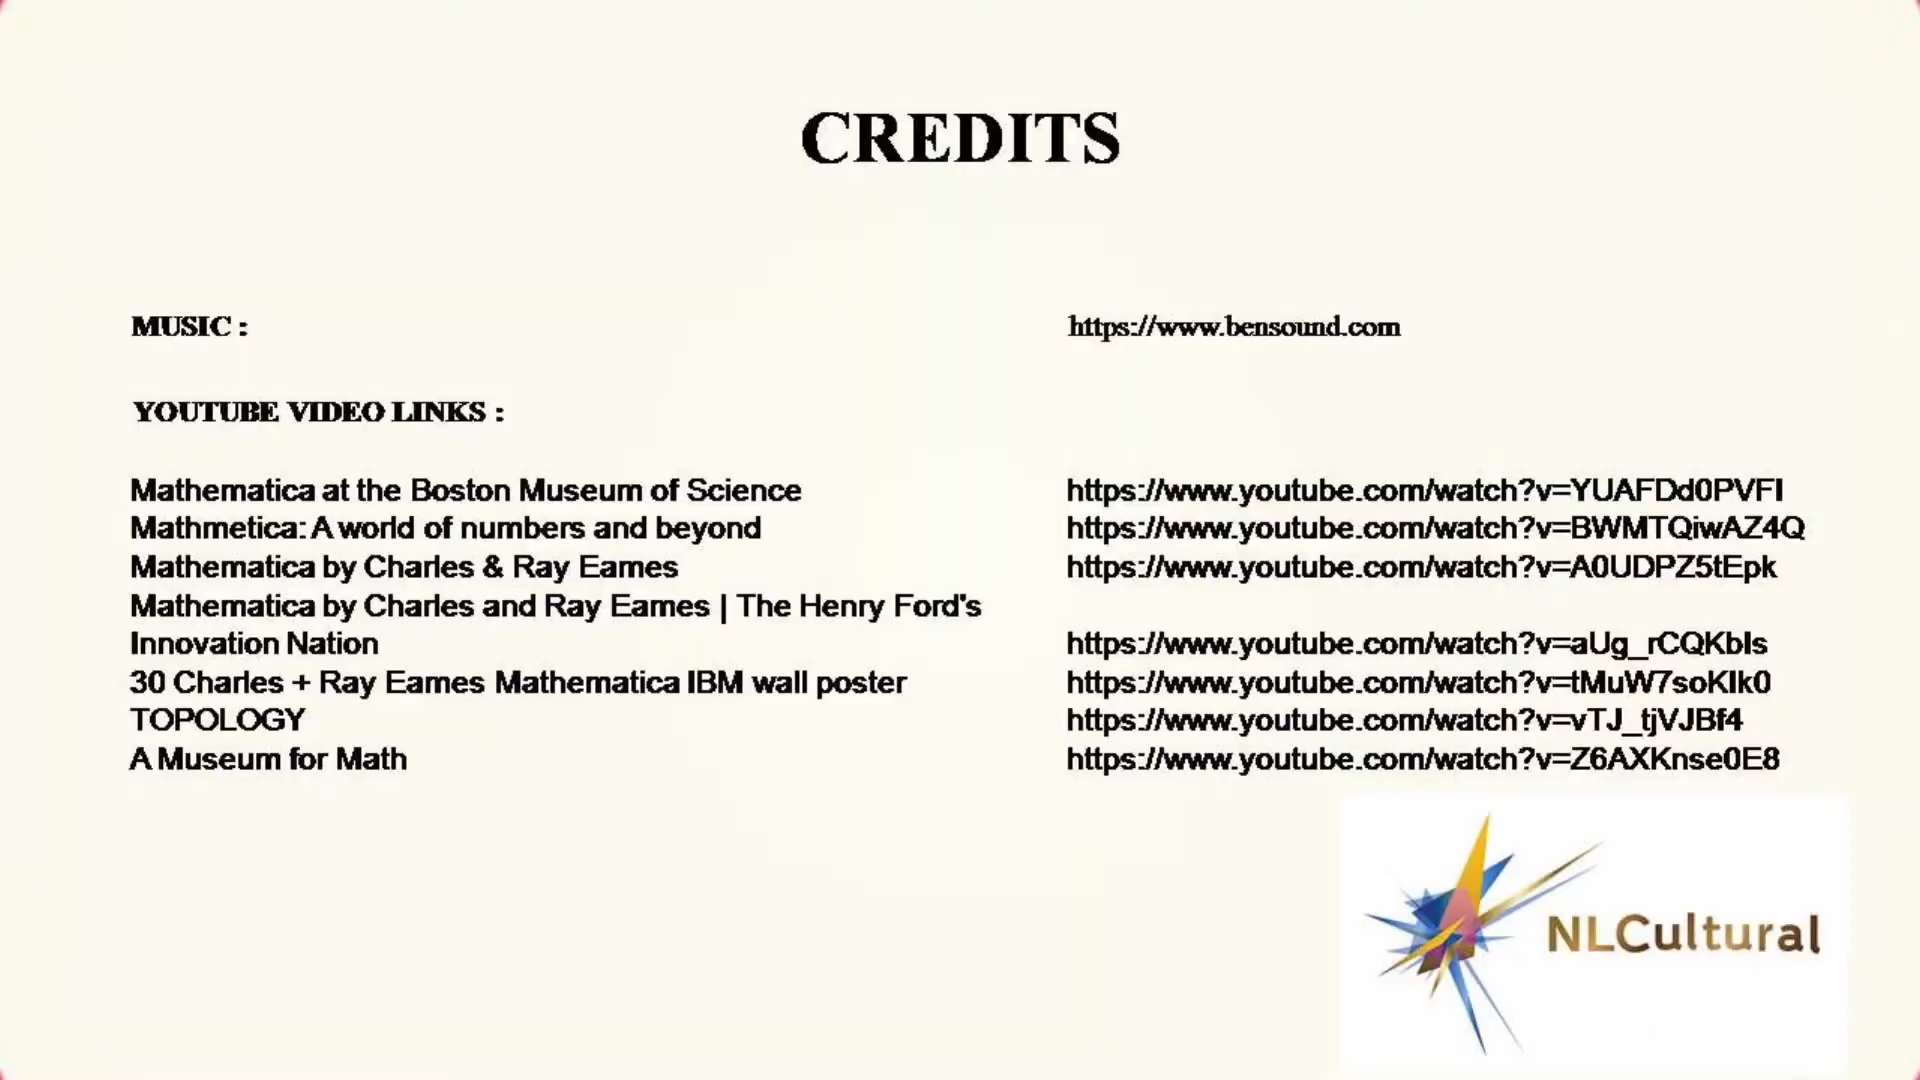 CREDITS
MUSIC : https://www.bensound.com
YOUTUBE VIDEO LINKS :
Mathematica at the Boston Museum of Science https://www.youtube.com/watch?v=YUAFDd0PVFI
Mathmetica: A world of numbers and beyond https://www.youtube.com/watch?v=BWMTQiwAZ4Q
Mathematica by Charles & Ray Eames https://www.youtube.com/watch?v=A0UDPZ5tEpk
Mathematica by Charles and Ray Eames | The Henry Ford's
Innovation Nation https://www.youtube.com/watch?v=aUg_rCQKbIs
30 Charles + Ray Eames Mathematica IBM wall poster https://www.youtube.com/watch?v=tMuW7soKIk0
TOPOLOGY https://www.youtube.com/watch?v=vTJ_tjVJBf4
A Museum for Math https://www.youtube.com/watch?v=Z6AXKnse0E8
NLCultural